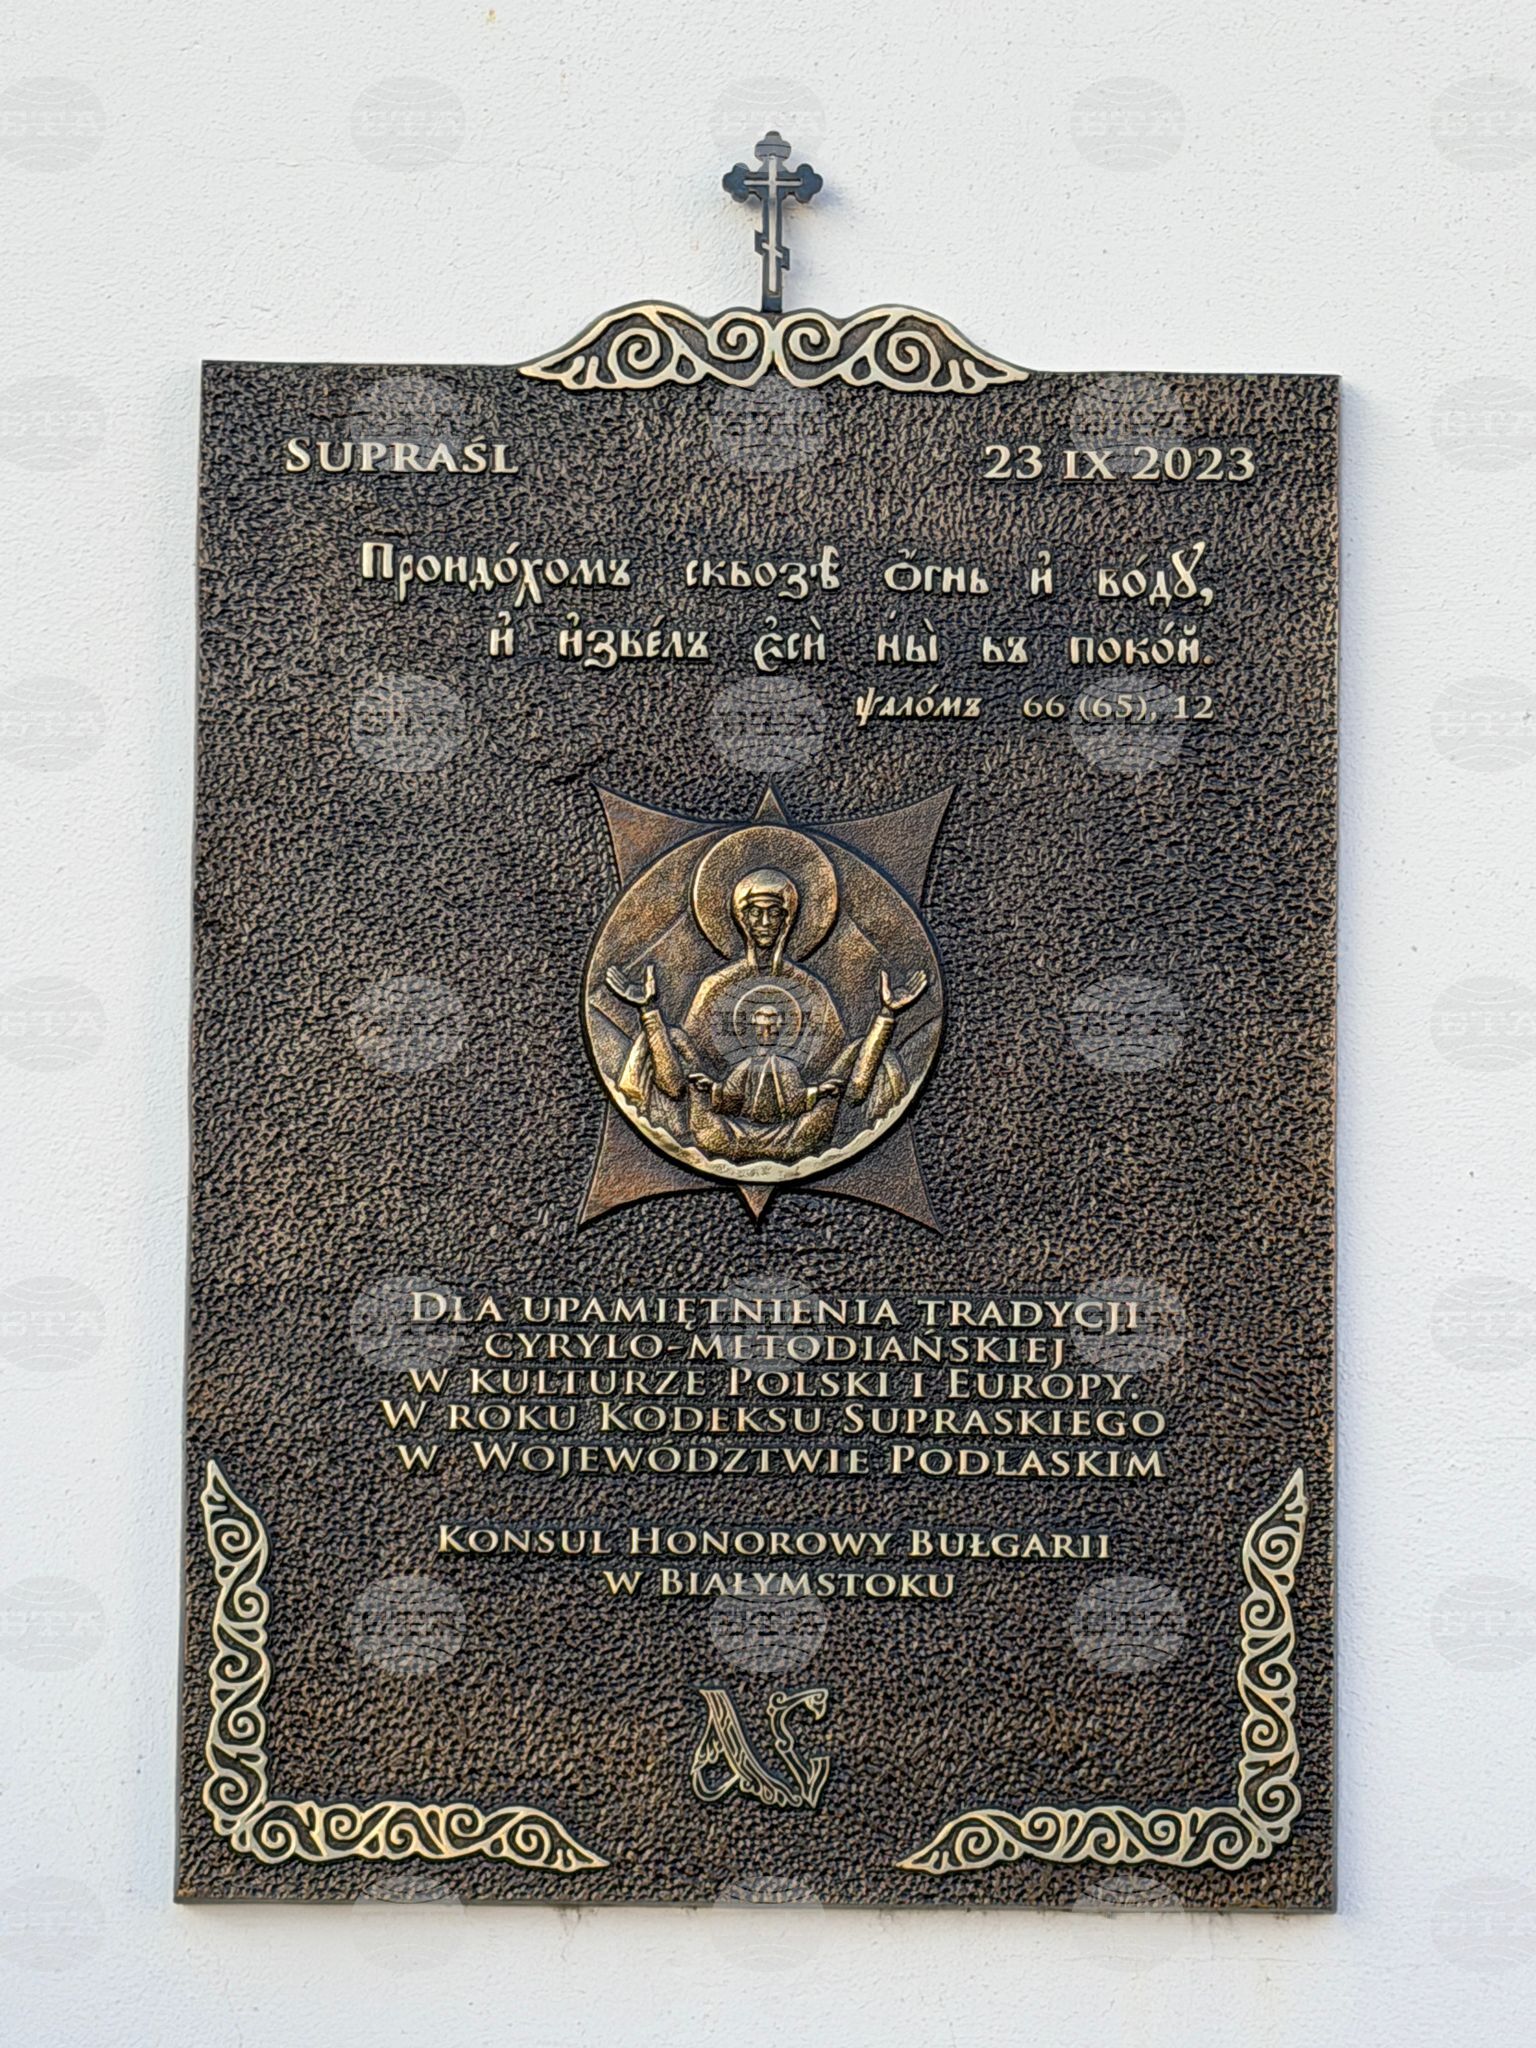 Supraśl 23 IX 2023
Проидо́хомъ сквозѣ Ѻ҆гнь и҆ во́дꙋ,
и҆ и҆зве́лъ є҆сѝ ны̀ въ поко́й.
ѱало́мъ 66 (65), 12
Dla upamiętnienia tradycji
cyrylo-metodiańskiej
w kulturze Polski i Europy.
W roku Kodeksu Supraskiego
w Województwie Podlaskim
Konsul Honorowy Bułgarii
w Białymstoku